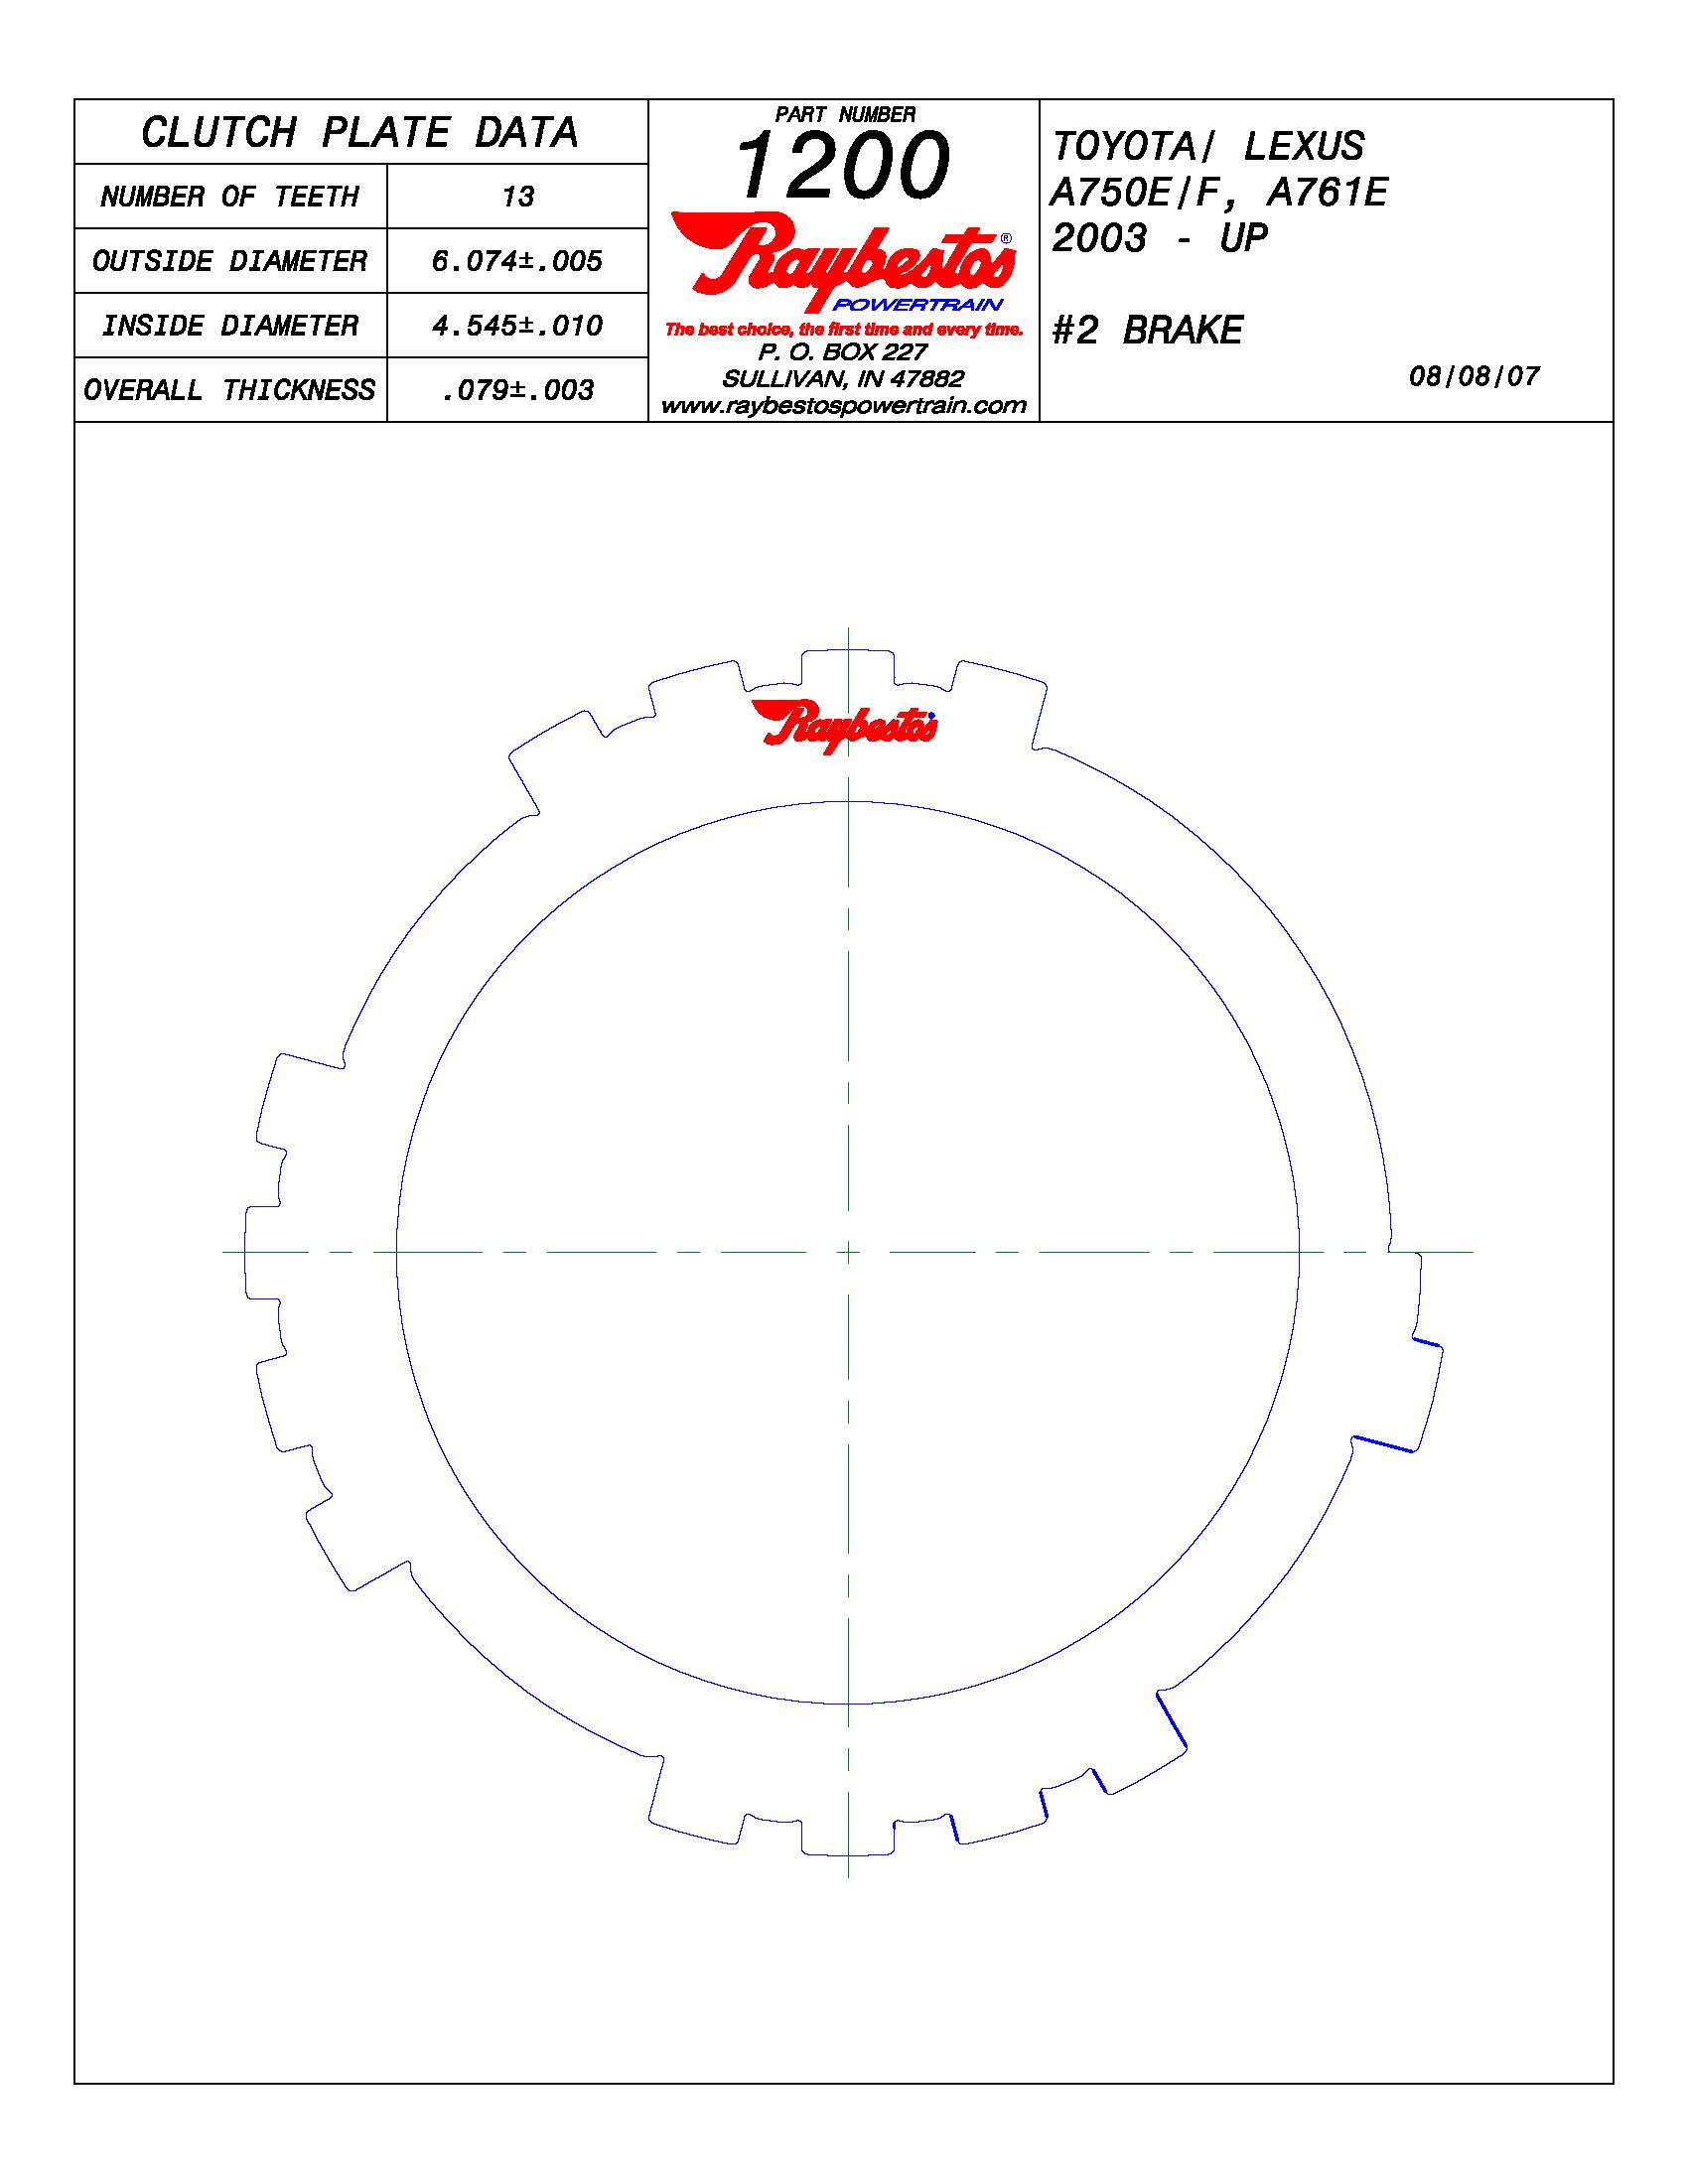 CLUTCH PLATE DATA
NUMBER OF TEETH 13
OUTSIDE DIAMETER 6.074±.005
INSIDE DIAMETER 4.545±.010
OVERALL THICKNESS .079±.003
PART NUMBER
1200
Raybestos®
POWERTRAIN
The best choice, the first time and every time.
P. O. BOX 227
SULLIVAN, IN 47882
www.raybestospowertrain.com
TOYOTA/ LEXUS
A750E/F, A761E
2003 - UP
#2 BRAKE
08/08/07
Raybestos